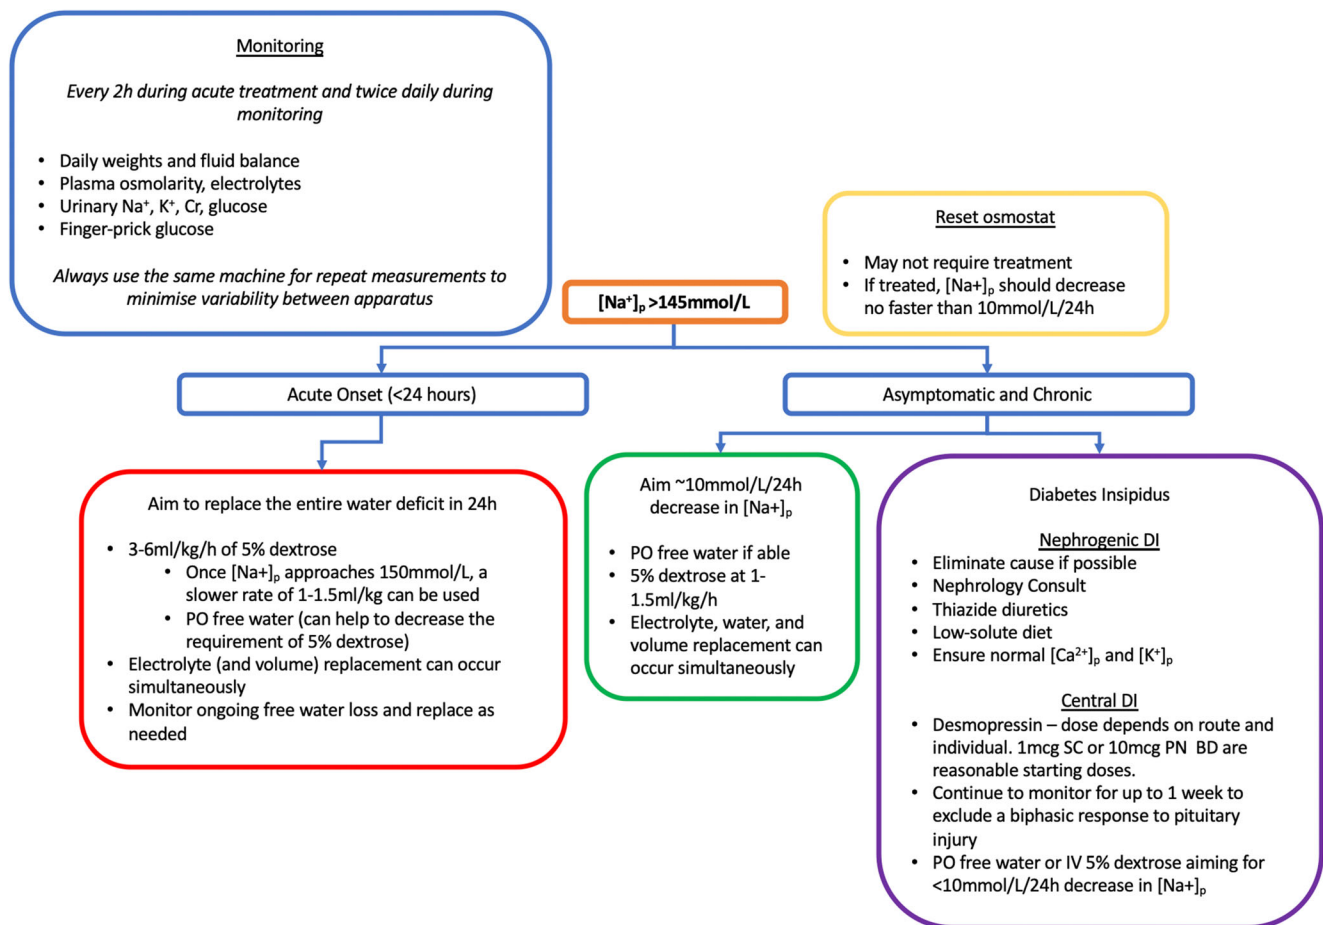 Monitoring
Every 2h during acute treatment and twice daily during
monitoring
• Daily weights and fluid balance
• Plasma osmolarity, electrolytes
• Urinary Na⁺, K⁺, Cr, glucose
• Finger-prick glucose
Always use the same machine for repeat measurements to
minimise variability between apparatus
Reset osmostat
• May not require treatment
• If treated, [Na+]ₚ should decrease
no faster than 10mmol/L/24h
[Na⁺]ₚ >145mmol/L
Acute Onset (<24 hours)
Asymptomatic and Chronic
Aim to replace the entire water deficit in 24h
• 3-6ml/kg/h of 5% dextrose
• Once [Na+]ₚ approaches 150mmol/L, a
slower rate of 1-1.5ml/kg can be used
• PO free water (can help to decrease the
requirement of 5% dextrose)
• Electrolyte (and volume) replacement can occur
simultaneously
• Monitor ongoing free water loss and replace as
needed
Aim ~10mmol/L/24h
decrease in [Na+]ₚ
• PO free water if able
• 5% dextrose at 1-
1.5ml/kg/h
• Electrolyte, water, and
volume replacement can
occur simultaneously
Diabetes Insipidus
Nephrogenic DI
• Eliminate cause if possible
• Nephrology Consult
• Thiazide diuretics
• Low-solute diet
• Ensure normal [Ca²⁺]ₚ and [K⁺]ₚ
Central DI
• Desmopressin – dose depends on route and
individual. 1mcg SC or 10mcg PN BD are
reasonable starting doses.
• Continue to monitor for up to 1 week to
exclude a biphasic response to pituitary
injury
• PO free water or IV 5% dextrose aiming for
<10mmol/L/24h decrease in [Na+]ₚ